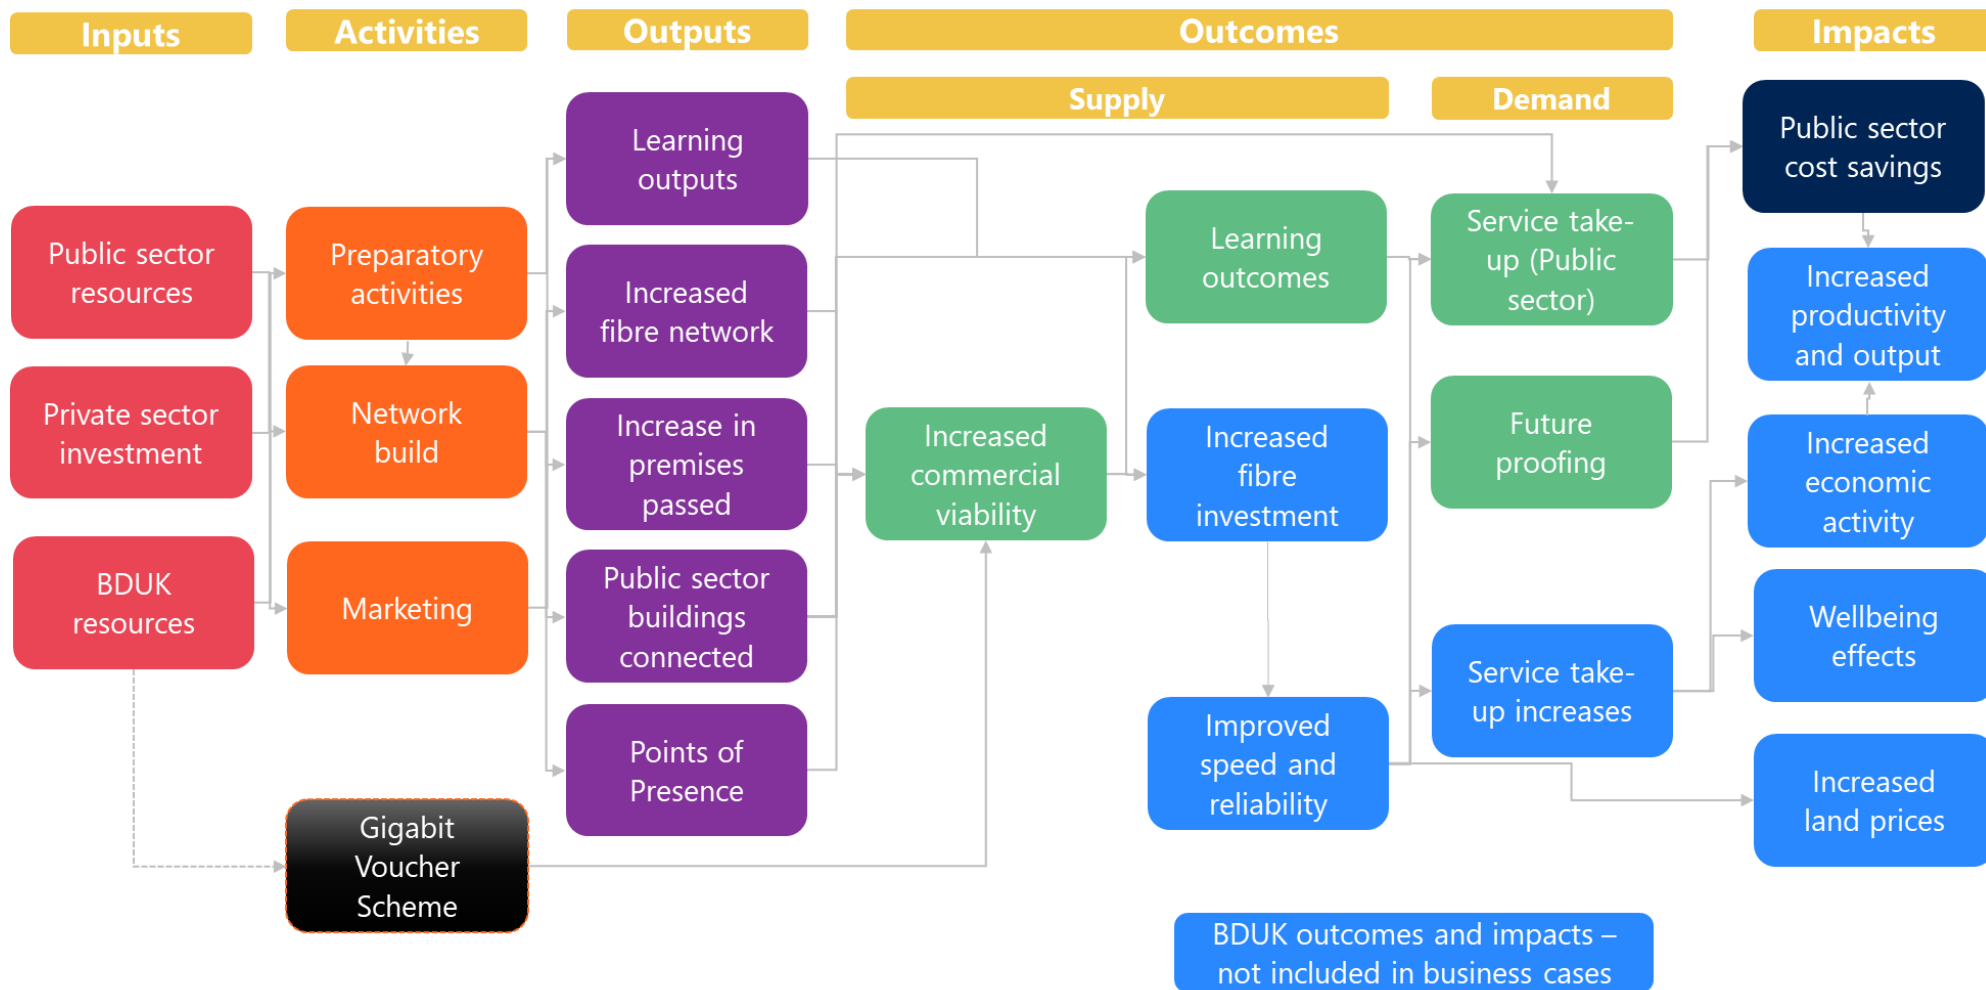 Inputs
Activities
Outputs
Outcomes
Impacts
Supply
Demand
Public sector
resources
Private sector
investment
BDUK
resources
Preparatory
activities
Network
build
Marketing
Gigabit
Voucher
Scheme
Learning
outputs
Increased
fibre network
Increase in
premises
passed
Public sector
buildings
connected
Points of
Presence
Increased
commercial
viability
Learning
outcomes
Increased
fibre
investment
Improved
speed and
reliability
Service take-
up (Public
sector)
Future
proofing
Service take-
up increases
Public sector
cost savings
Increased
productivity
and output
Increased
economic
activity
Wellbeing
effects
Increased
land prices
BDUK outcomes and impacts –
not included in business cases